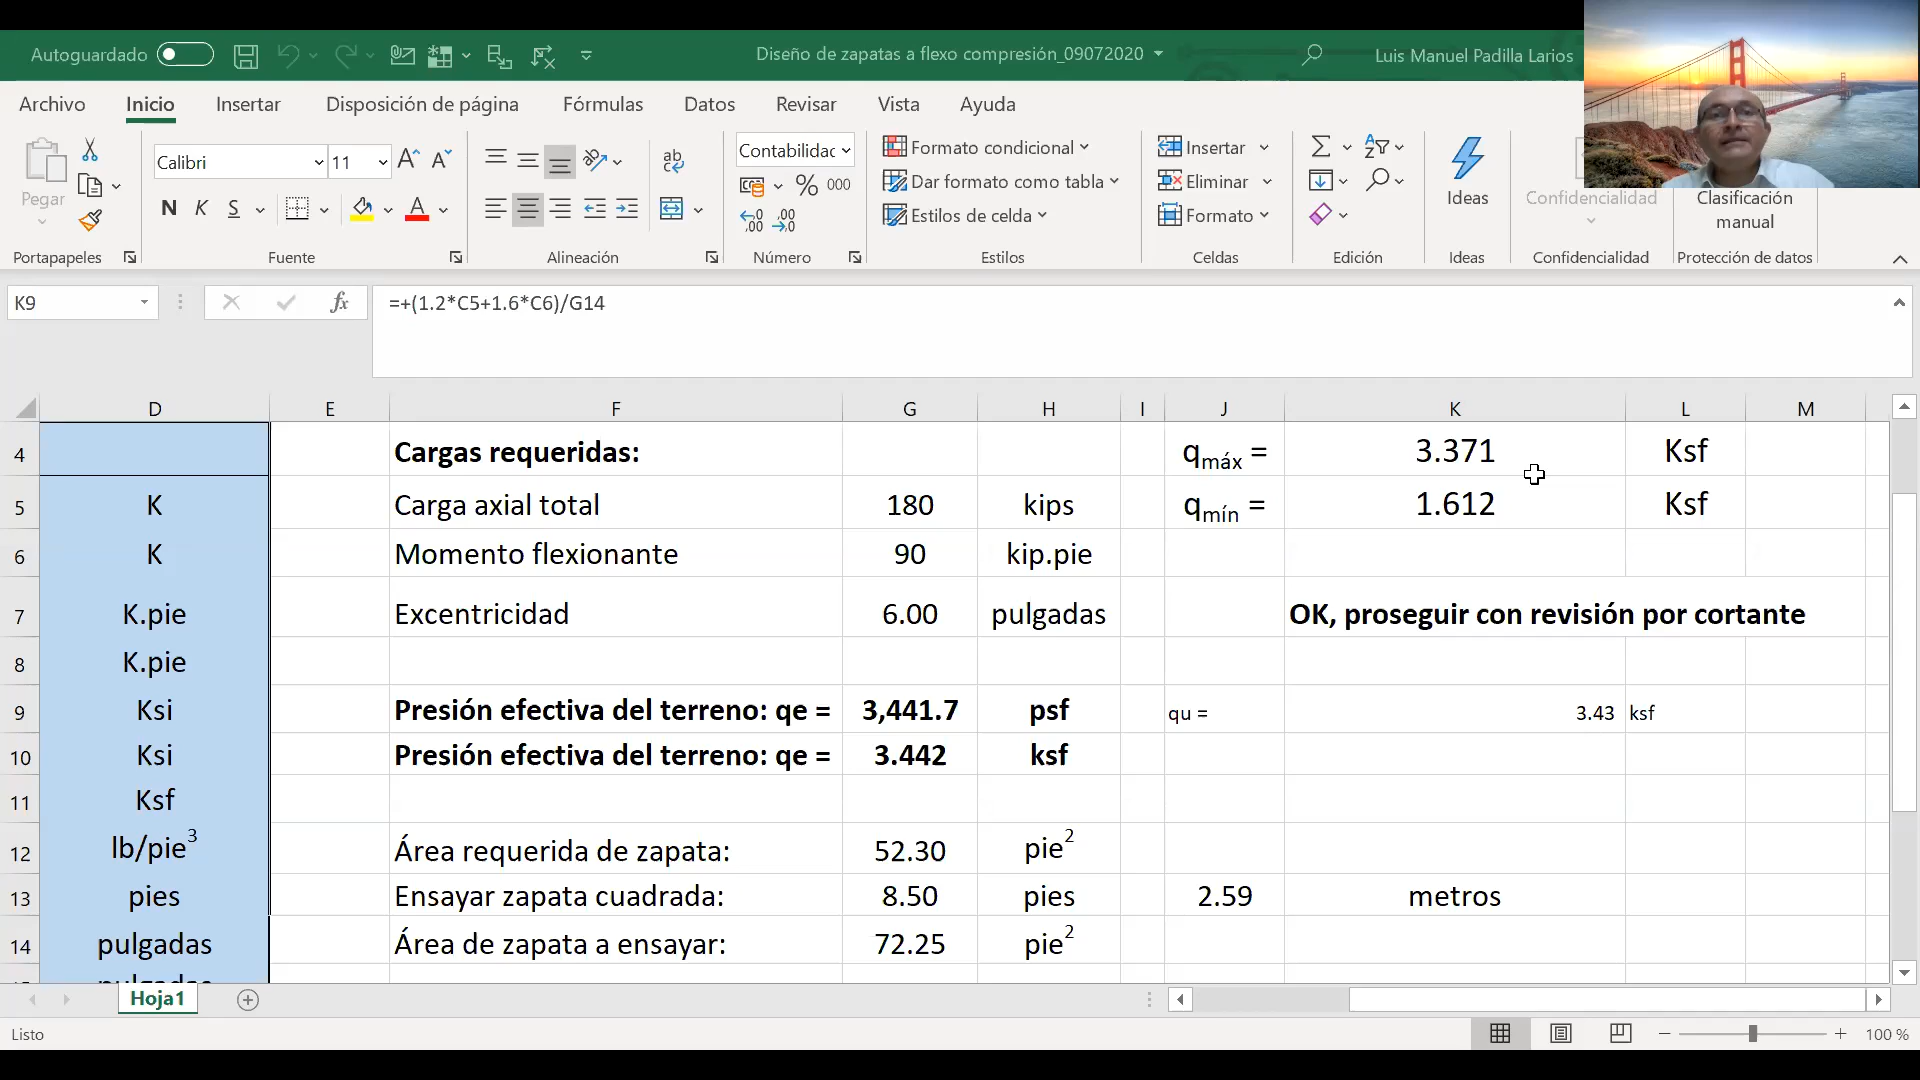 Autoguardado
Diseño de zapatas a flexo compresión_09072020
Luis Manuel Padilla Larios
Archivo Inicio Insertar Disposición de página Fórmulas Datos Revisar Vista Ayuda
Pegar
Portapapeles
Calibri 11
N K S
Fuente
ab
Alineación
Contabilidad
% 000
Número
Formato condicional
Dar formato como tabla
Estilos de celda
Estilos
Insertar
Eliminar
Formato
Celdas
Edición
Ideas
Ideas
Confidencialidad
Confidencialidad
Clasificación
manual
Protección de datos
K9 fx =+(1.2*C5+1.6*C6)/G14
D E F G H I J K L M
4 Cargas requeridas: qmáx = 3.371 Ksf
5 K Carga axial total 180 kips qmín = 1.612 Ksf
6 K Momento flexionante 90 kip.pie
7 K.pie Excentricidad 6.00 pulgadas OK, proseguir con revisión por cortante
8 K.pie
9 Ksi Presión efectiva del terreno: qe = 3,441.7 psf qu = 3.43 ksf
10 Ksi Presión efectiva del terreno: qe = 3.442 ksf
11 Ksf
12 lb/pie3 Área requerida de zapata: 52.30 pie2
13 pies Ensayar zapata cuadrada: 8.50 pies 2.59 metros
14 pulgadas Área de zapata a ensayar: 72.25 pie2
Hoja1
Listo
100 %